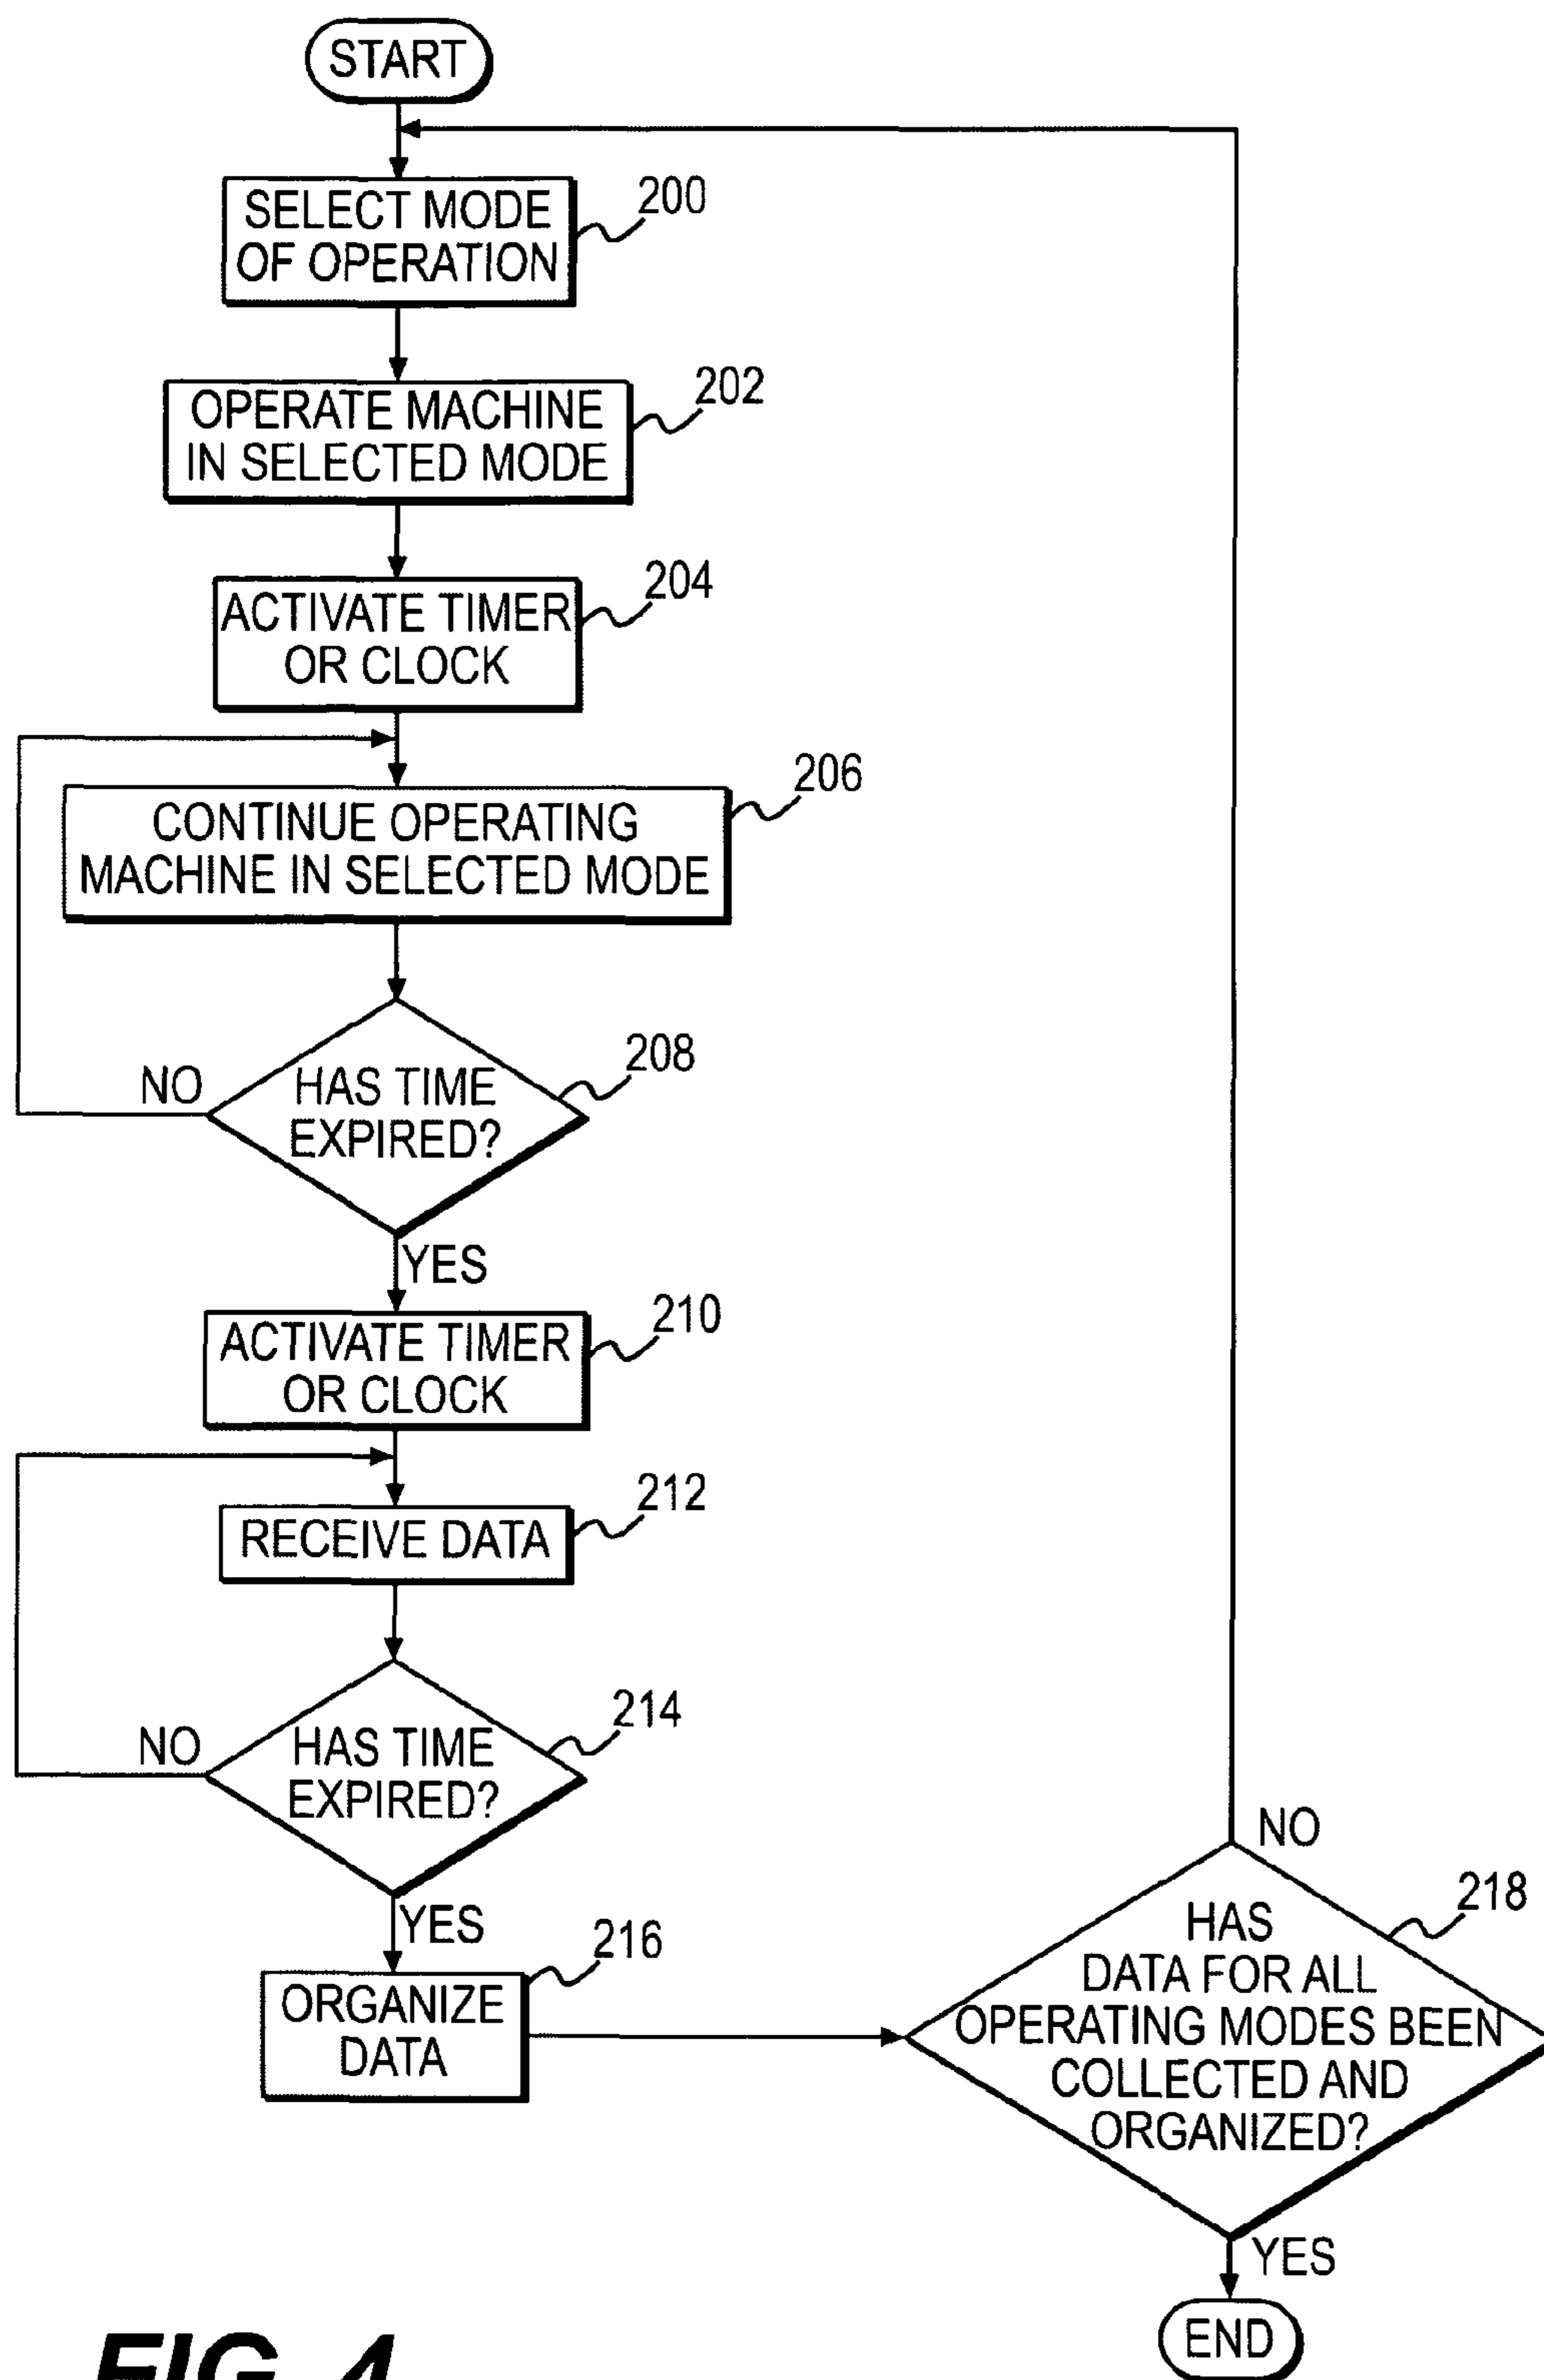 START
SELECT MODE
OF OPERATION
200
OPERATE MACHINE
IN SELECTED MODE
202
ACTIVATE TIMER
OR CLOCK
204
CONTINUE OPERATING
MACHINE IN SELECTED MODE
206
HAS TIME
EXPIRED?
208
NO
YES
ACTIVATE TIMER
OR CLOCK
210
RECEIVE DATA
212
HAS TIME
EXPIRED?
214
NO
YES
ORGANIZE
DATA
216
HAS
DATA FOR ALL
OPERATING MODES BEEN
COLLECTED AND
ORGANIZED?
218
NO
YES
END
FIG. 4